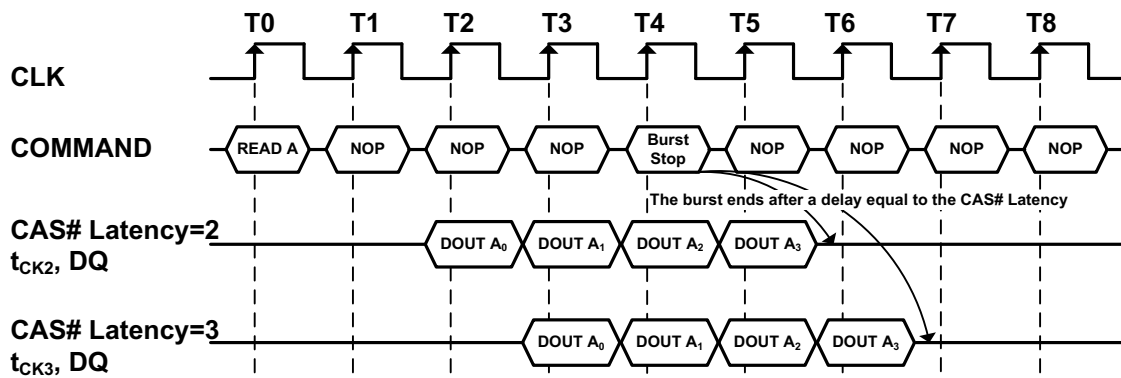 T0 T1 T2 T3 T4 T5 T6 T7 T8
CLK
COMMAND READ A NOP NOP NOP Burst Stop NOP NOP NOP NOP
The burst ends after a delay equal to the CAS# Latency
CAS# Latency=2
tCK2, DQ
DOUT A0 DOUT A1 DOUT A2 DOUT A3
CAS# Latency=3
tCK3, DQ
DOUT A0 DOUT A1 DOUT A2 DOUT A3